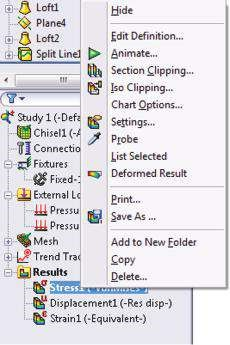 Loft1
Plane4
Loft2
Split Line1
Study 1 (-Defa
Chisel1 (-A
Connection
Fixtures
Fixed-1
External Lo
Pressu
Pressu
Mesh
Trend Trac
Results
Stress1 (-vonMises-)
Displacement1 (-Res disp-)
Strain1 (-Equivalent-)
Hide
Edit Definition...
Animate...
Section Clipping...
Iso Clipping...
Chart Options...
Settings...
Probe
List Selected
Deformed Result
Print...
Save As ...
Add to New Folder
Copy
Delete...